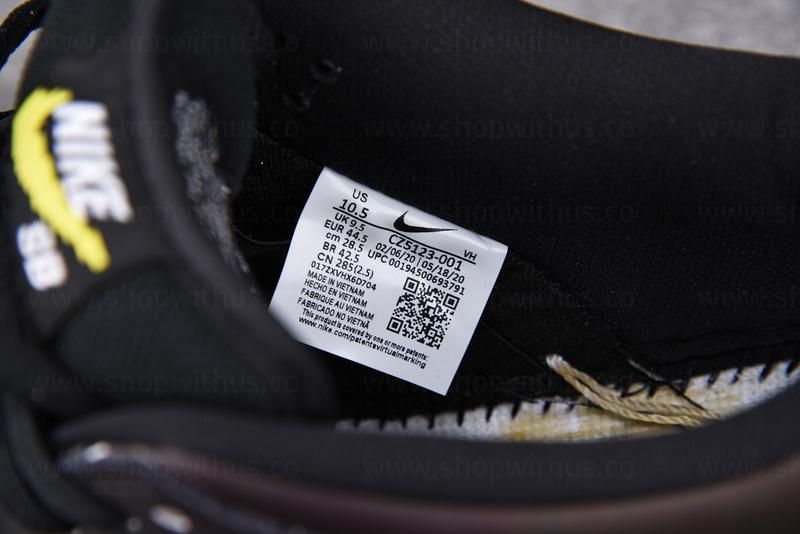 NIKE
SB
US
10.5
UK 9.5
EUR 44.5
cm 28.5
BR 42.5
CN 285(2.5)
CZ5123-001
VH
02/06/20 | 05/18/20
UPC 00194500693791
017ZXVHX6D704
MADE IN VIETNAM
HECHO EN VIETNAM
FABRIQUE AU VIETNAM
FABRICADO NO VIETNÃ
This product is covered by one or more patents:
www.nike.com/patentsvirtualmarking
www.shopwithus.co